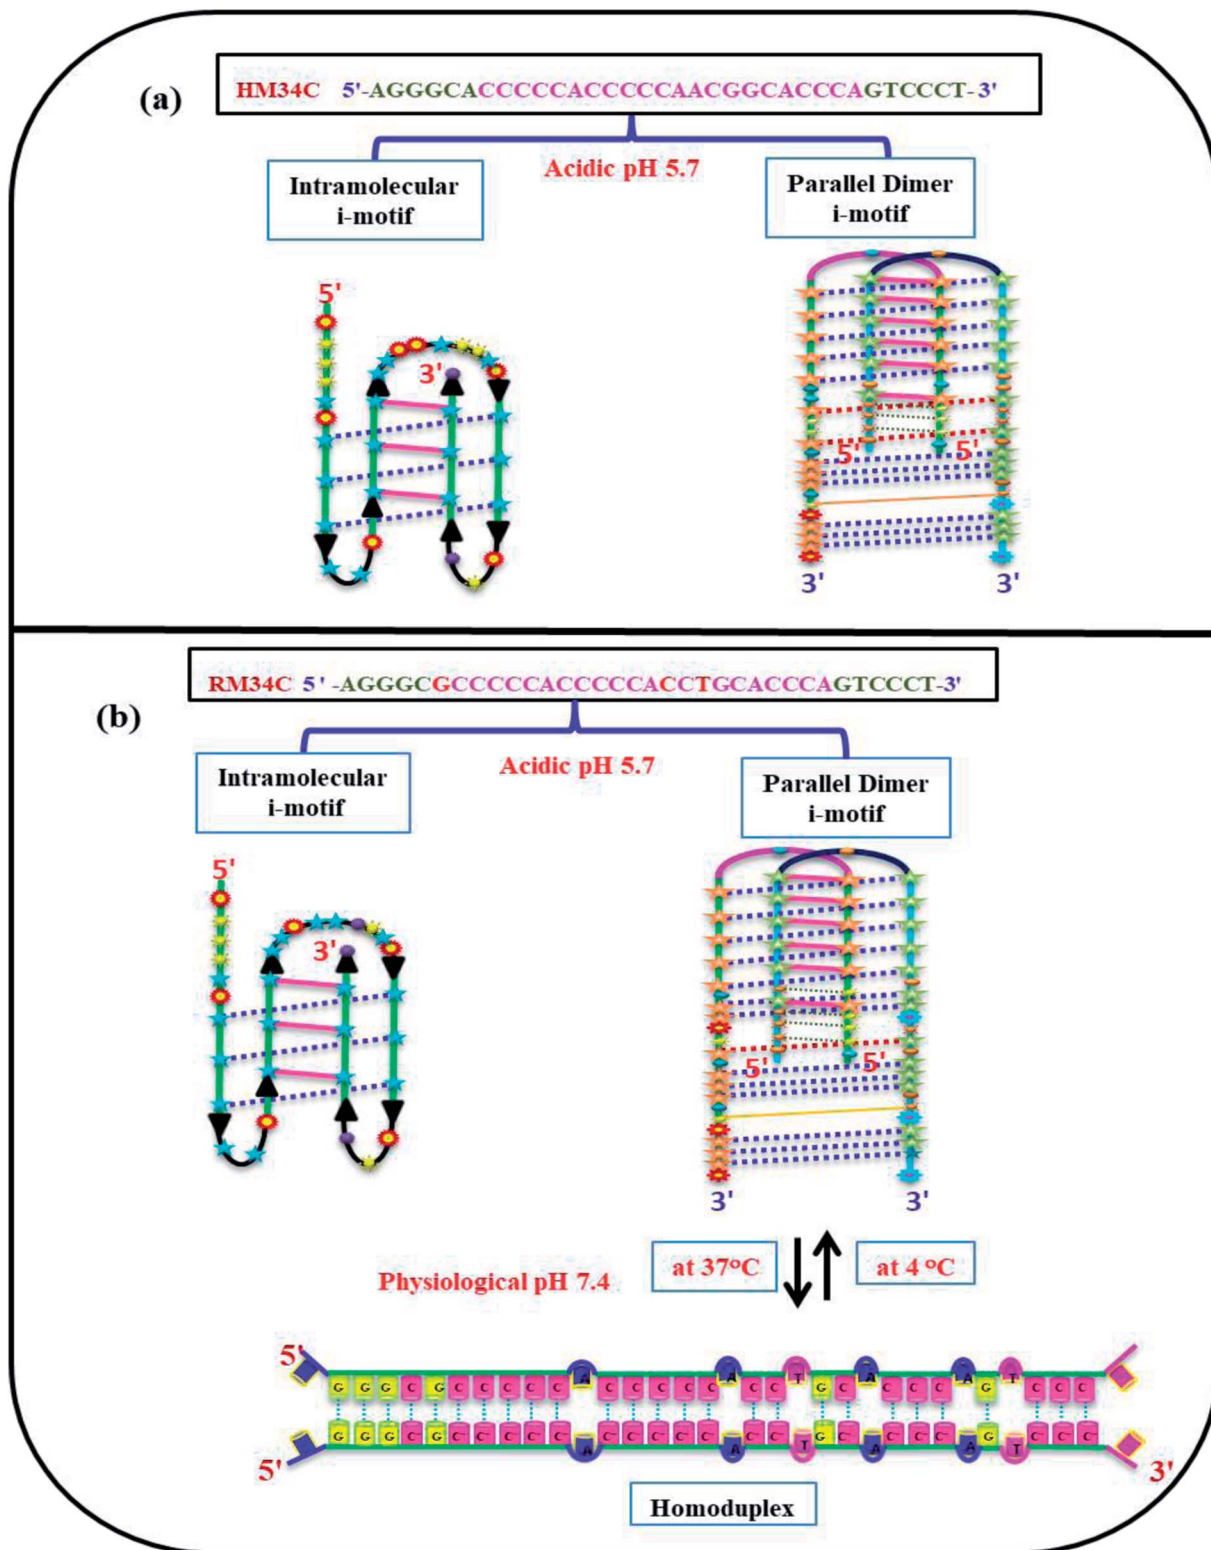 (a)
HM34C 5'-AGGGCACCCCCACCCCCAACGGCACCCAGTCCCT-3'
Acidic pH 5.7
Intramolecular
i-motif
Parallel Dimer
i-motif
5'
3'
5' 5'
3' 3'
(b)
RM34C 5'-AGGGCGCCCCCACCCCCACCTGCACCCAGTCCCT-3'
Acidic pH 5.7
Intramolecular
i-motif
Parallel Dimer
i-motif
5'
3'
5' 5'
3' 3'
Physiological pH 7.4
at 37°C
at 4 °C
5'
G G G C G C C C C C A C C C C C A C C T G C A C C C A G T C C C
G G G C G C C C C C A C C C C C A C C T G C A C C C A G T C C C
5' 3'
Homoduplex